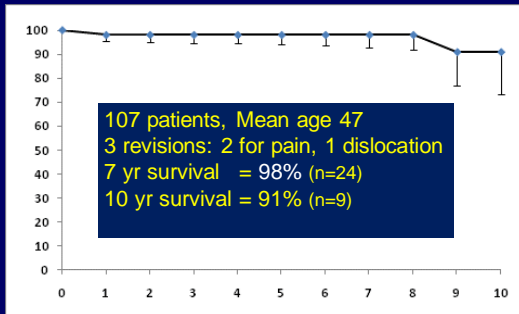 100
90
80
70
60
50
40
30
20
10
0
107 patients, Mean age 47
3 revisions: 2 for pain, 1 dislocation
7 yr survival = 98% (n=24)
10 yr survival = 91% (n=9)
0 1 2 3 4 5 6 7 8 9 10